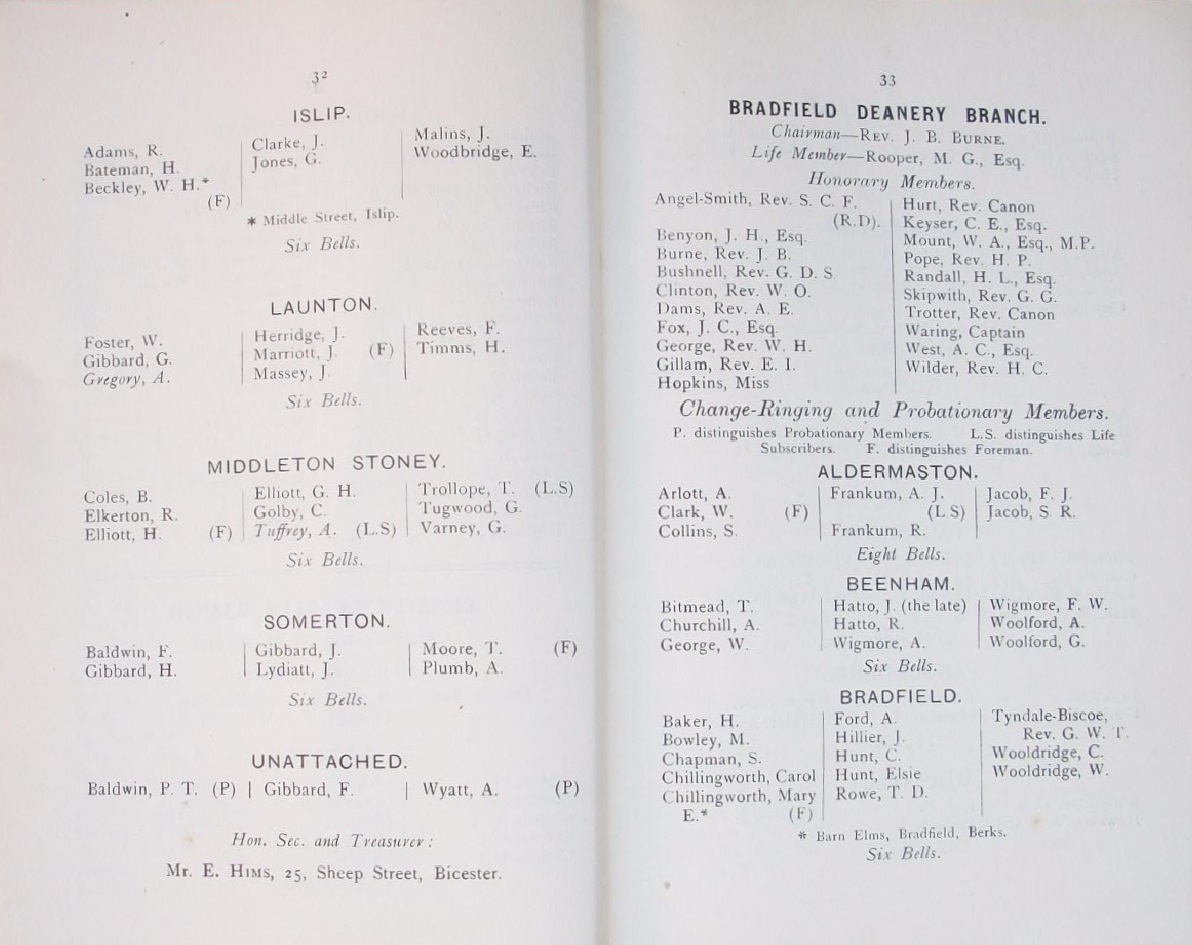 32
ISLIP.
Adams, R.
Bateman, H.
Beckley, W. H.*
(F)
Clarke, J.
Jones, G.
Malins, J.
Woodbridge, E.
* Middle Street, Islip.
Six Bells.
LAUNTON.
Foster, W.
Gibbard, G.
Gregory, A.
Herridge, J.
Marriott, J. (F)
Massey, J.
Reeves, F.
Timms, H.
Six Bells.
MIDDLETON STONEY.
Coles, B.
Elkerton, R.
Elliott, H. (F)
Elliott, G. H.
Golby, C.
Tuffrey, A. (L.S)
Trollope, T. (L.S)
Tugwood, G.
Varney, G.
Six Bells.
SOMERTON.
Baldwin, F.
Gibbard, H.
Gibbard, J.
Lydiatt, J.
Moore, T. (F)
Plumb, A.
Six Bells.
UNATTACHED.
Baldwin, P. T. (P) | Gibbard, F. | Wyatt, A. (P)
Hon. Sec. and Treasurer:
Mr. E. HIMS, 25, Sheep Street, Bicester.
33
BRADFIELD DEANERY BRANCH.
Chairman—REV. J. B. BURNE.
Life Member—Rooper, M. G., Esq.
Honorary Members.
Angel-Smith, Rev. S. C. F.
(R.D).
Benyon, J. H., Esq.
Burne, Rev. J. B.
Bushnell, Rev. G. D. S.
Clinton, Rev. W. O.
Dams, Rev. A. E.
Fox, J. C., Esq.
George, Rev. W. H.
Gillam, Rev. E. I.
Hopkins, Miss
Hurt, Rev. Canon
Keyser, C. E., Esq.
Mount, W. A., Esq., M.P.
Pope, Rev. H. P.
Randall, H. L., Esq.
Skipwith, Rev. G. G.
Trotter, Rev. Canon
Waring, Captain
West, A. C., Esq.
Wilder, Rev. H. C.
Change-Ringing and Probationary Members.
P. distinguishes Probationary Members. L.S. distinguishes Life
Subscribers. F. distinguishes Foreman.
ALDERMASTON.
Arlott, A.
Clark, W. (F)
Collins, S.
Frankum, A. J.
(L S)
Frankum, R.
Jacob, F. J.
Jacob, S. R.
Eight Bells.
BEENHAM.
Bitmead, T.
Churchill, A.
George, W.
Hatto, J. (the late)
Hatto, R.
Wigmore, A.
Wigmore, F. W.
Woolford, A.
Woolford, G.
Six Bells.
BRADFIELD.
Baker, H.
Bowley, M.
Chapman, S.
Chillingworth, Carol
Chillingworth, Mary
E.* (F)
Ford, A.
Hillier, J.
Hunt, C.
Hunt, Elsie
Rowe, T. D.
Tyndale-Biscoe,
Rev. G. W. T.
Wooldridge, C.
Wooldridge, W.
* Barn Elms, Bradfield, Berks.
Six Bells.